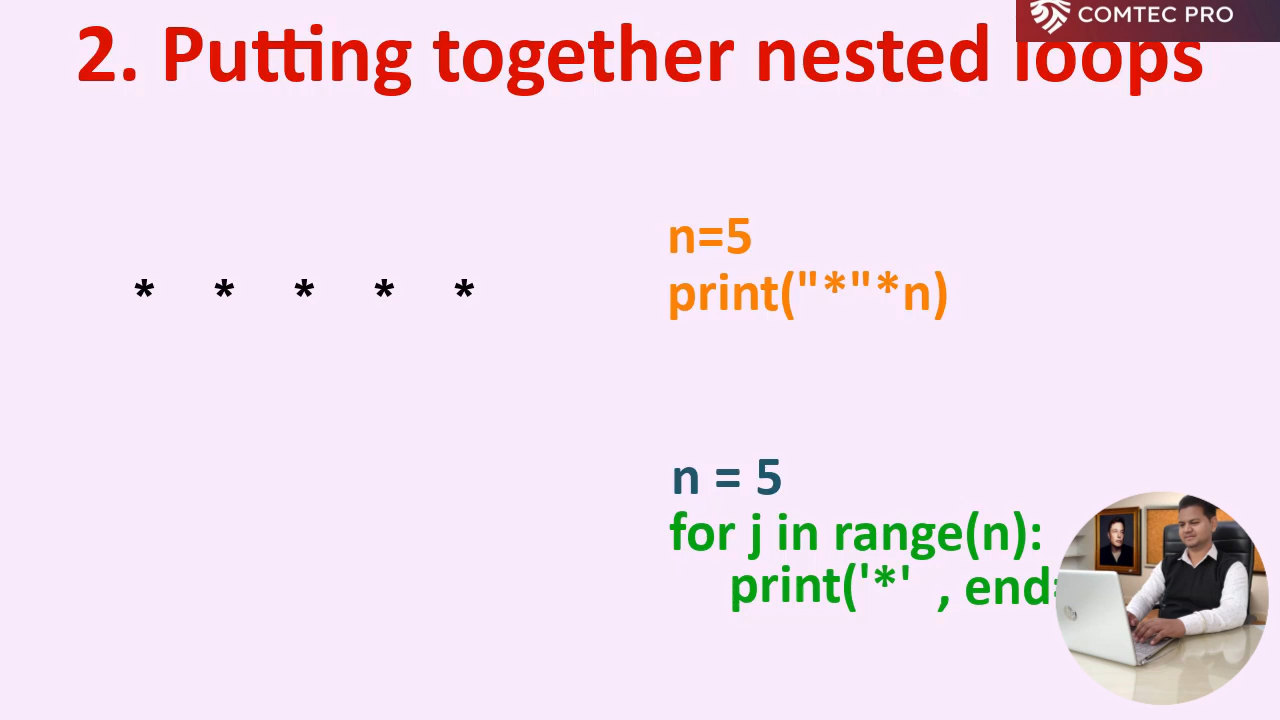 COMTEC PRO
2. Putting together nested loops
n=5
print("*"*n)
* * * * *
n = 5
for j in range(n):
print('*' , end=